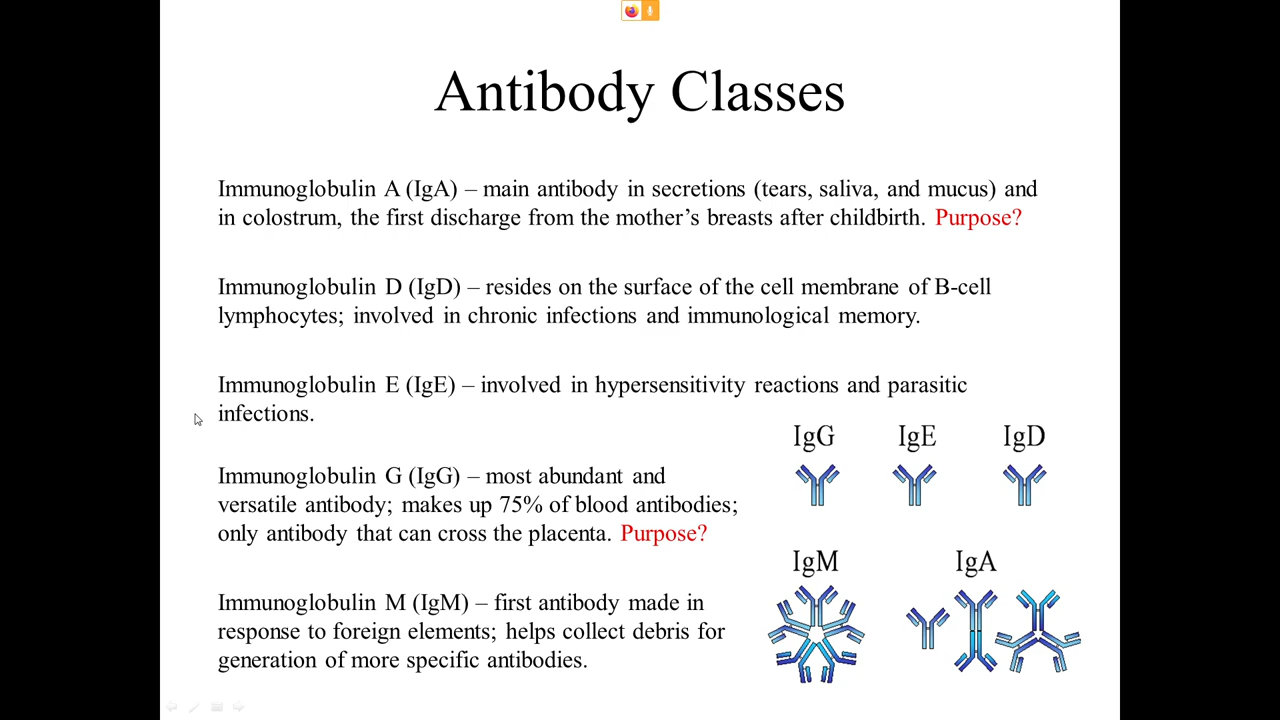 Antibody Classes
Immunoglobulin A (IgA) – main antibody in secretions (tears, saliva, and mucus) and
in colostrum, the first discharge from the mother’s breasts after childbirth. Purpose?
Immunoglobulin D (IgD) – resides on the surface of the cell membrane of B-cell
lymphocytes; involved in chronic infections and immunological memory.
Immunoglobulin E (IgE) – involved in hypersensitivity reactions and parasitic
infections.
Immunoglobulin G (IgG) – most abundant and
versatile antibody; makes up 75% of blood antibodies;
only antibody that can cross the placenta. Purpose?
Immunoglobulin M (IgM) – first antibody made in
response to foreign elements; helps collect debris for
generation of more specific antibodies.
IgG IgE IgD
IgM IgA